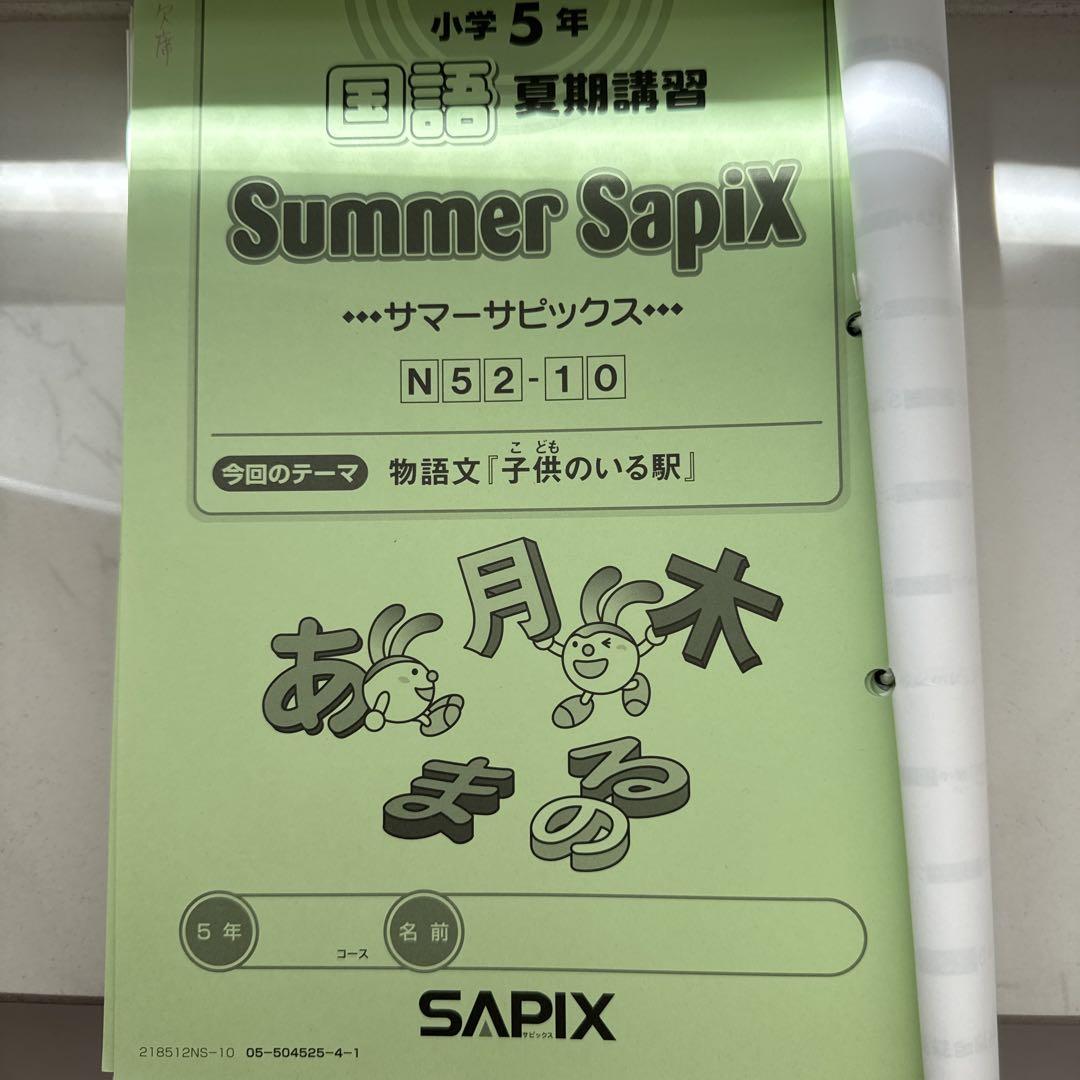 小学5年
国語 夏期講習
Summer SapiX
サマーサピックス
N52-10
今回のテーマ 物語文『子供のいる駅』
こ ども
月 木
あ
ま る
の
5年 コース 名前
SAPIX
サピックス
218512NS-10 05-504525-4-1